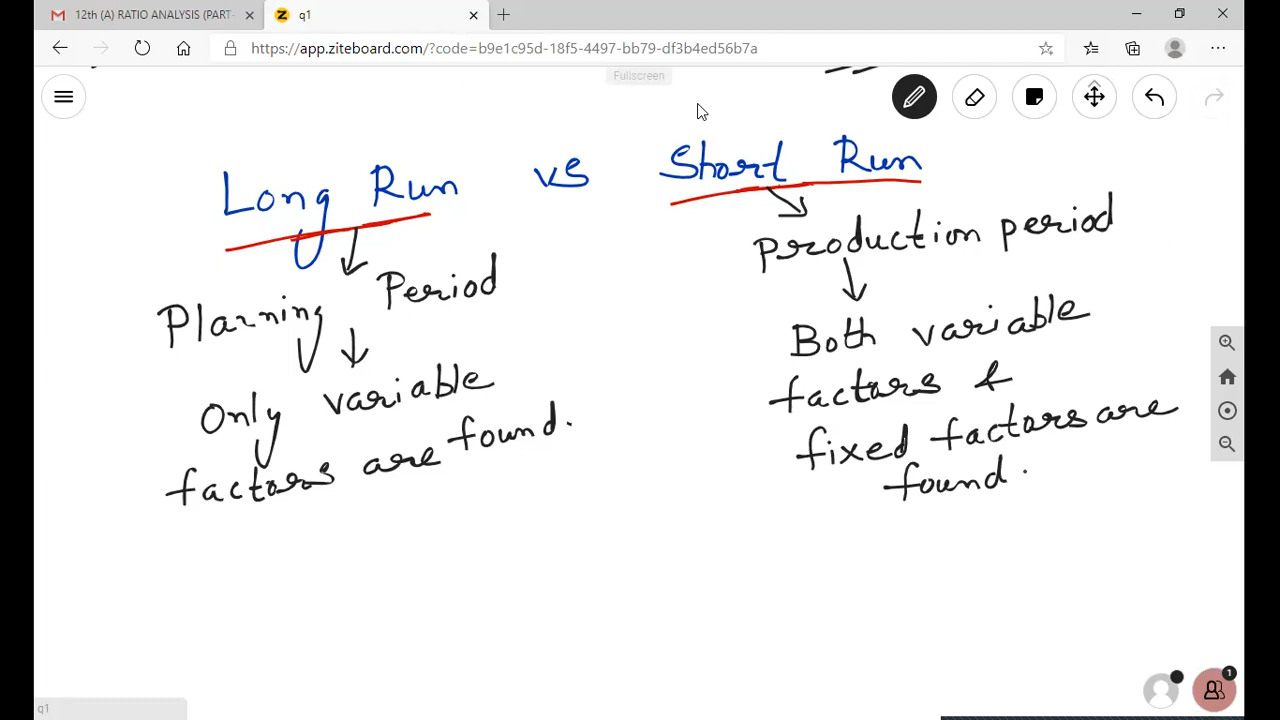 12th (A) RATIO ANALYSIS (PART-
q1
https://app.ziteboard.com/?code=b9e1c95d-18f5-4497-bb79-df3b4ed56b7a
Fullscreen
Long Run vs Short Run
Planning Period
Only variable
factors are found.
Production period
Both variable
factors &
fixed factors are
found.
1
q1